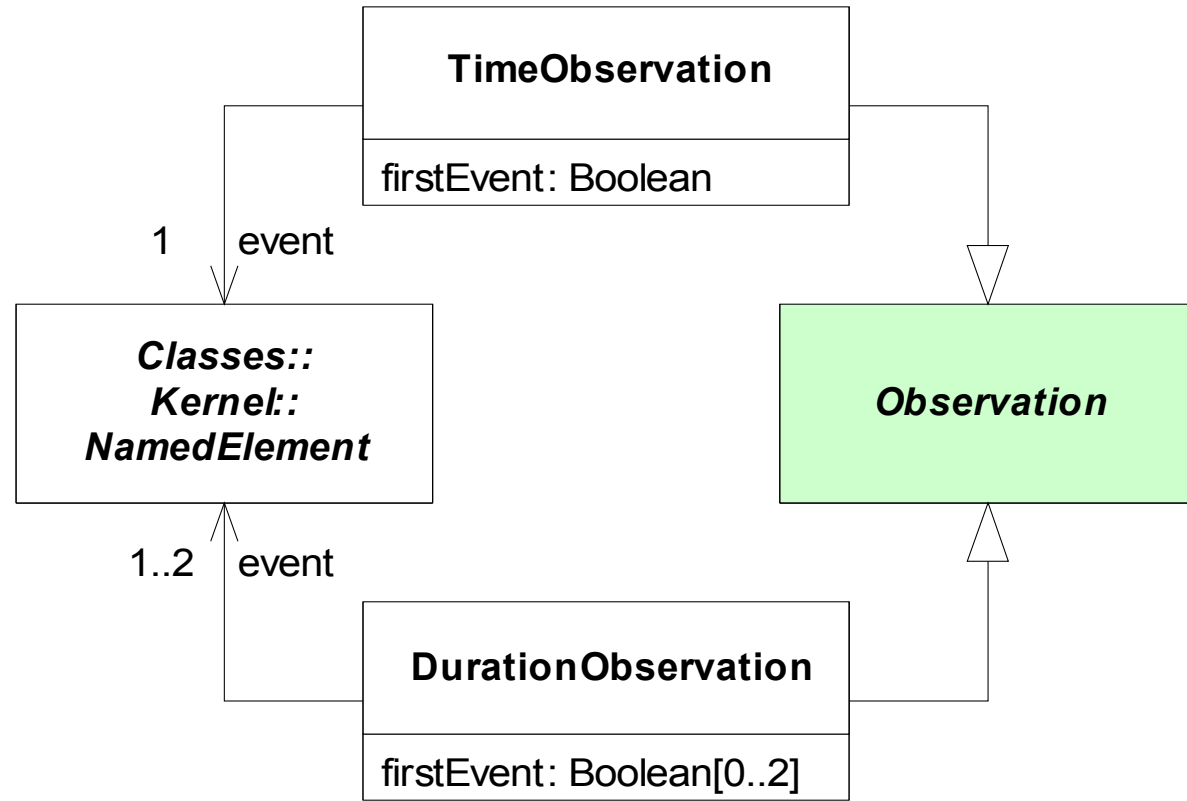 TimeObservation
firstEvent: Boolean
1
event
Classes::
Kernel::
NamedElement
Observation
1..2
event
DurationObservation
firstEvent: Boolean[0..2]